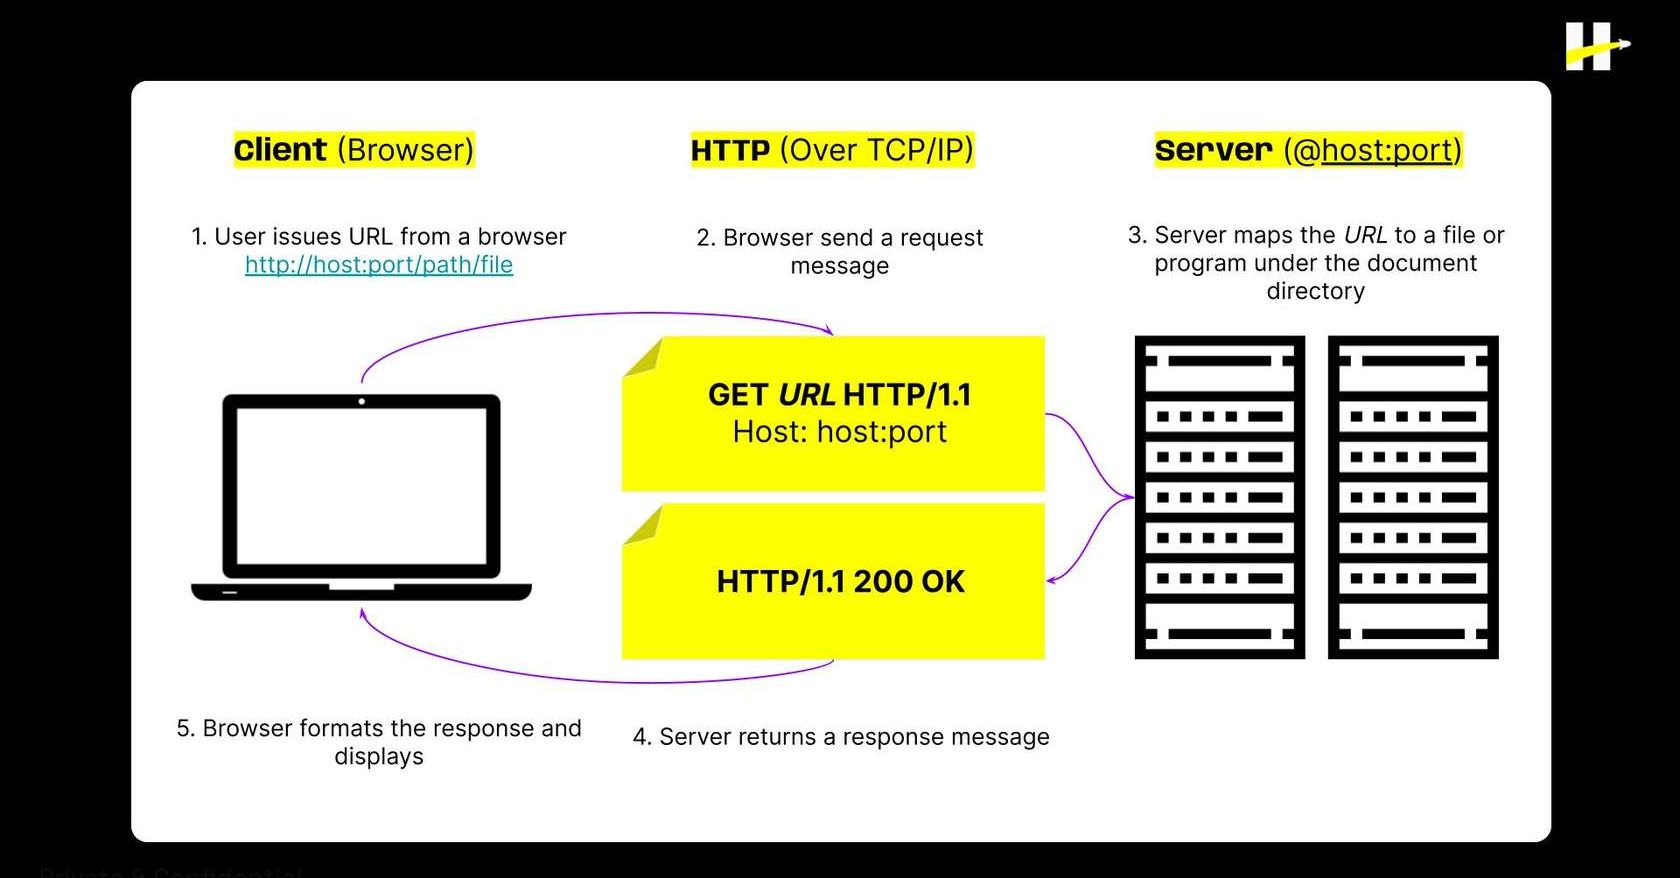 Client (Browser)
HTTP (Over TCP/IP)
Server (@host:port)
1. User issues URL from a browser
http://host:port/path/file
2. Browser send a request
message
3. Server maps the URL to a file or
program under the document
directory
GET URL HTTP/1.1
Host: host:port
HTTP/1.1 200 OK
5. Browser formats the response and
displays
4. Server returns a response message
Private & Confidential